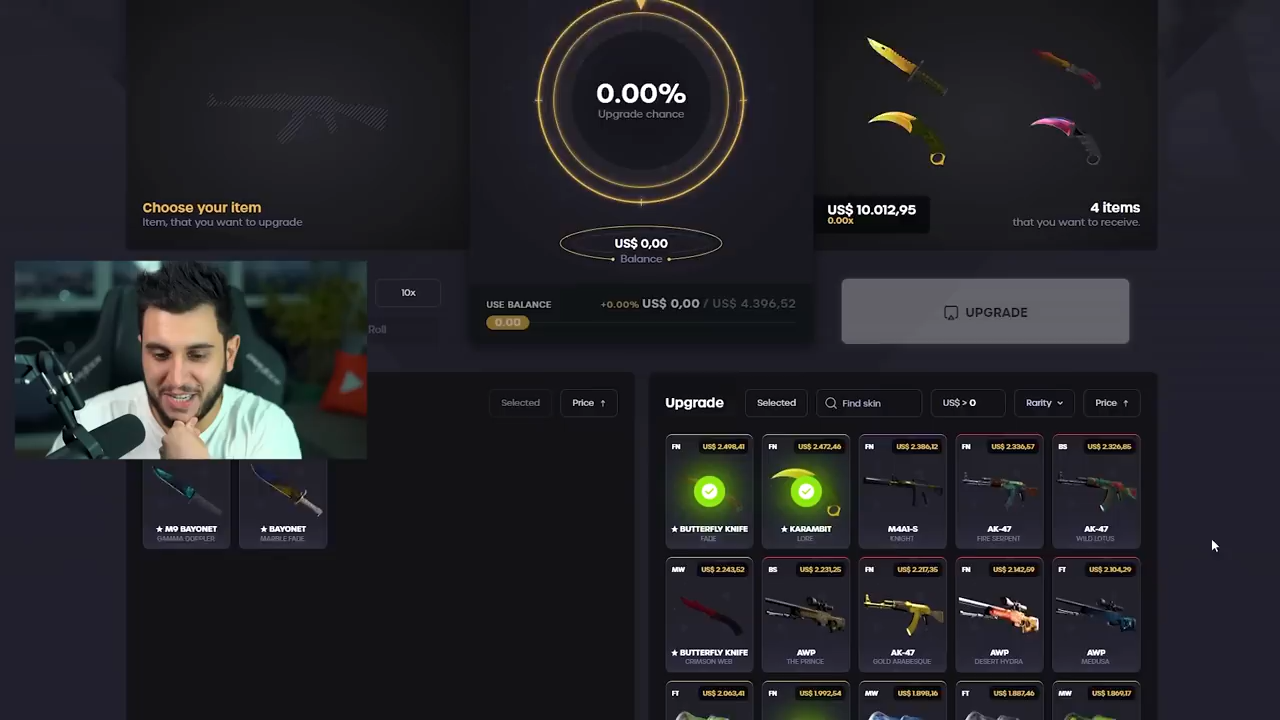 0.00%
Upgrade chance
Choose your item
Item, that you want to upgrade
US$ 10.012,95
0.00x
4 items
that you want to receive.
US$ 0,00
Balance
10x
Roll
USE BALANCE
+0.00% US$ 0,00 / US$ 4.396,52
0.00
UPGRADE
Selected
Price ↑
Upgrade
Selected
Find skin
US$ > 0
Rarity
Price ↑
★ M9 BAYONET
GAMMA DOPPLER
★ BAYONET
MARBLE FADE
FN US$ 2.498,41
★ BUTTERFLY KNIFE
FADE
FN US$ 2.472,46
★ KARAMBIT
LORE
FN US$ 2.386,12
M4A1-S
KNIGHT
FN US$ 2.336,57
AK-47
FIRE SERPENT
BS US$ 2.326,85
AK-47
WILD LOTUS
MW US$ 2.243,52
★ BUTTERFLY KNIFE
CRIMSON WEB
BS US$ 2.231,25
AWP
THE PRINCE
FN US$ 2.217,35
AK-47
GOLD ARABESQUE
FN US$ 2.142,59
AWP
DESERT HYDRA
FT US$ 2.104,29
AWP
MEDUSA
FT US$ 2.063,41
FN US$ 1.992,54
MW US$ 1.898,16
FT US$ 1.887,46
MW US$ 1.869,17